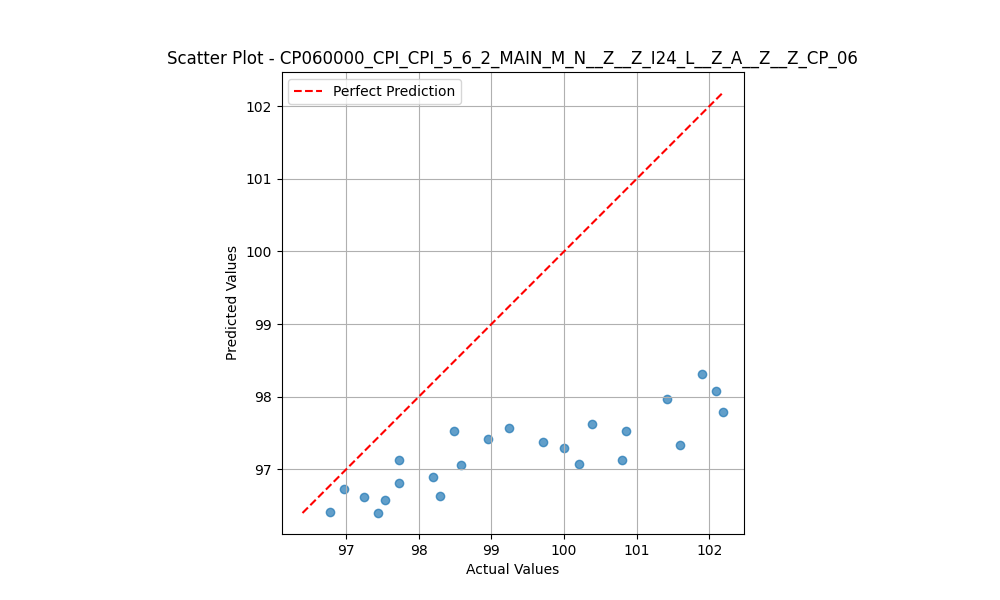 Scatter Plot - CP060000_CPI_CPI_5_6_2_MAIN_M_N__Z__Z_I24_L__Z_A__Z__Z_CP_06
Perfect Prediction
102
101
100
99
98
97
Predicted Values
97 98 99 100 101 102
Actual Values